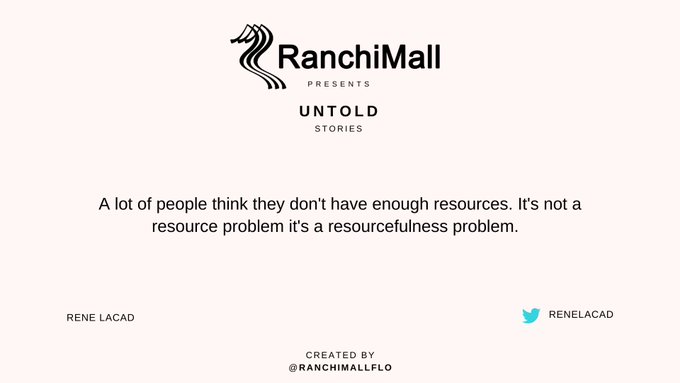 RanchiMall
PRESENTS
UNTOLD
STORIES
A lot of people think they don't have enough resources. It's not a
resource problem it's a resourcefulness problem.
RENE LACAD
RENELACAD
CREATED BY
@RANCHIMALLFLO